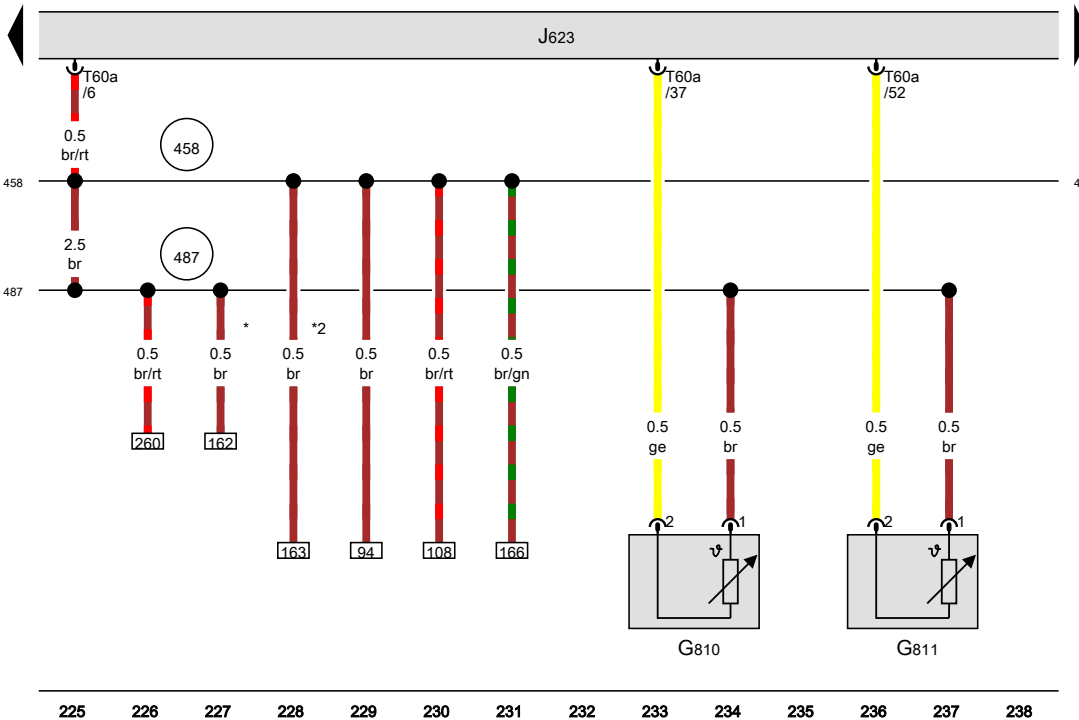 J623
T60a
/6
T60a
/37
T60a
/52
0.5
br/rt
458
458
4
2.5
br
487
487
*
*2
0.5
br/rt
0.5
br
0.5
br
0.5
br
0.5
br/rt
0.5
br/gn
260
162
163
94
108
166
0.5
ge
0.5
br
0.5
ge
0.5
br
2
1
2
1
ϑ
ϑ
G810
G811
225 226 227 228 229 230 231 232 233 234 235 236 237 238